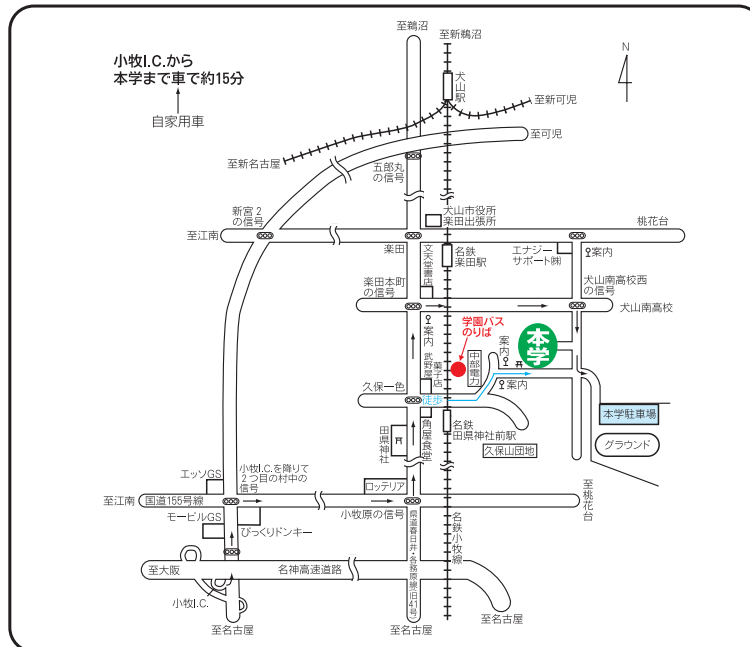 至鵜沼
至新鵜沼
小牧I.C.から
本学まで車で約15分
自家用車
N
犬山駅
至新可児
至可児
至新名古屋
五郎丸
の信号
新宮2
の信号
犬山市役所
楽田出張所
桃花台
至江南
楽田
文天堂書店
名鉄
楽田駅
エナジー
サポート㈱
案内
楽田本町
の信号
犬山南高校西
の信号
犬山南高校
学園バス
のりば
案内
本学
案内
武野屋
菓子店
中部電力
案内
久保一色
徒歩
本学駐車場
田県神社
角屋食堂
名鉄
田県神社前駅
久保山団地
グラウンド
エッソGS
小牧I.C.を降りて
2つ目の村中の
信号
ロッテリア
至桃花台
至江南
国道155号線
小牧原の信号
モービルGS
びっくりドンキー
県道春日井・各務原線(旧41号)
名鉄小牧線
至大阪
名神高速道路
小牧I.C.
至名古屋
至名古屋
至名古屋